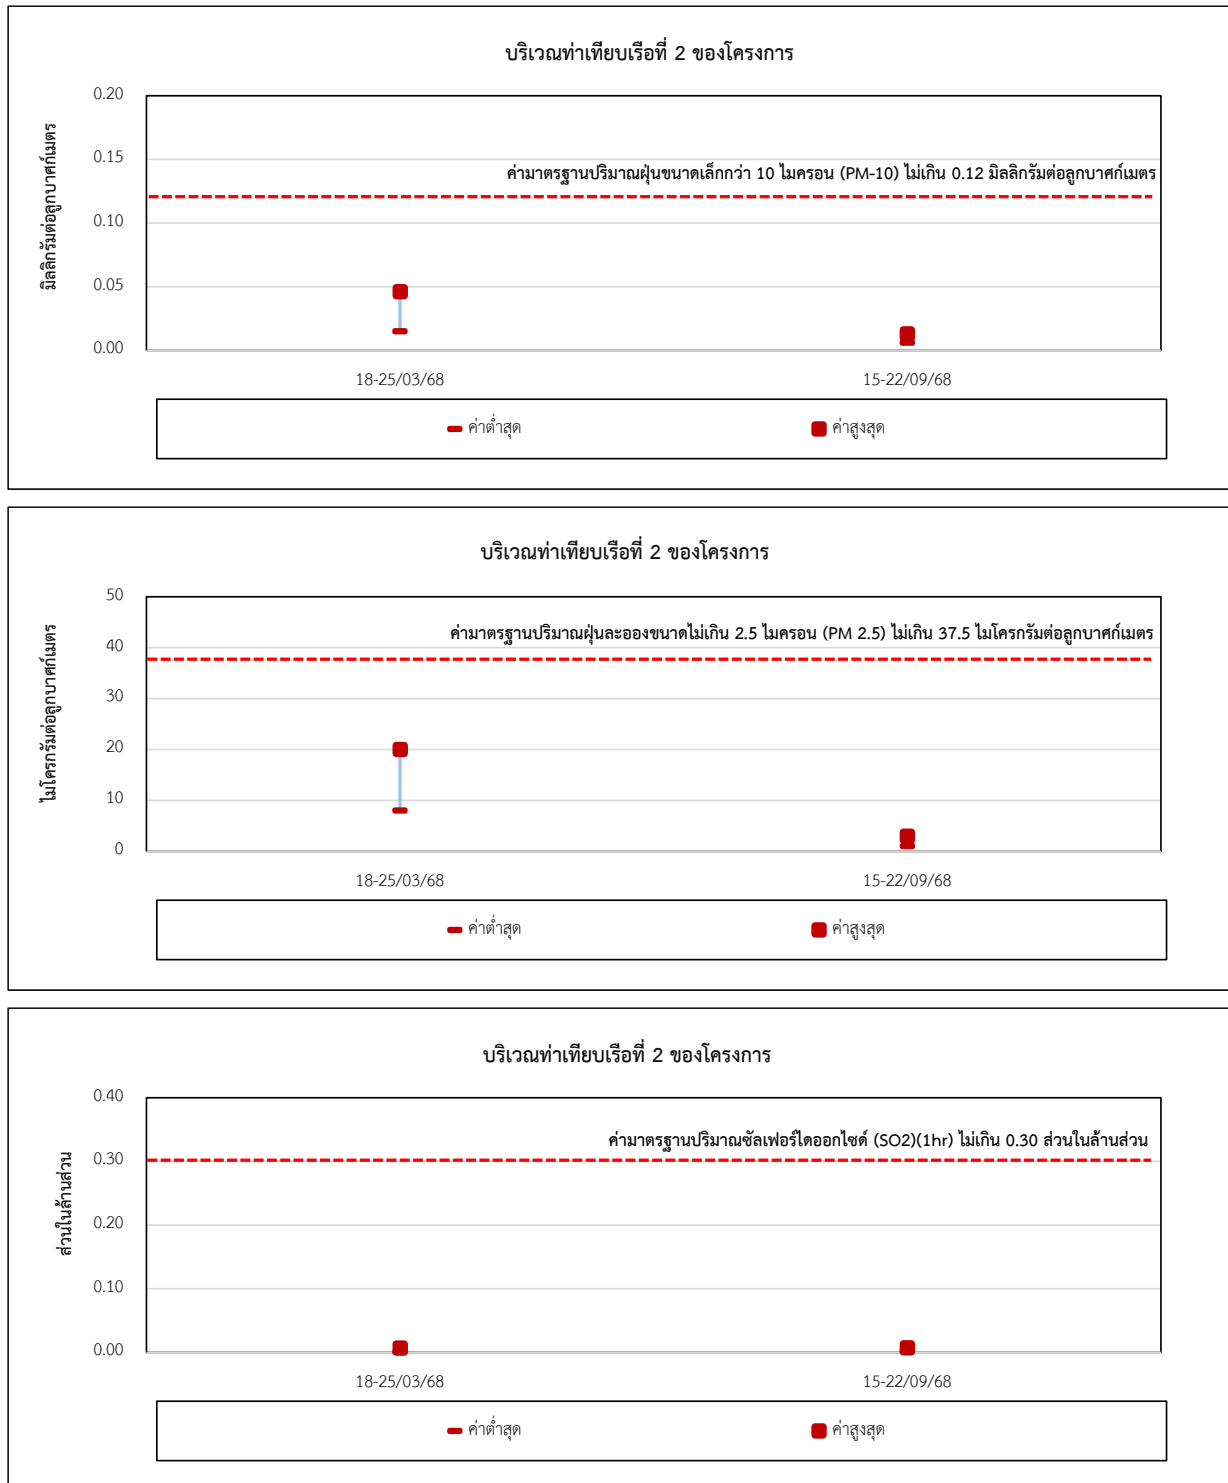 บริเวณท่าเทียบเรือที่ 2 ของโครงการ
มิลลิกรัมต่อลูกบาศก์เมตร
0.20
0.15
ค่ามาตรฐานปริมาณฝุ่นขนาดเล็กกว่า 10 ไมครอน (PM-10) ไม่เกิน 0.12 มิลลิกรัมต่อลูกบาศก์เมตร
0.10
0.05
0.00
18-25/03/68 15-22/09/68
ค่าต่ำสุด ค่าสูงสุด
บริเวณท่าเทียบเรือที่ 2 ของโครงการ
ไมโครกรัมต่อลูกบาศก์เมตร
50
ค่ามาตรฐานปริมาณฝุ่นละอองขนาดไม่เกิน 2.5 ไมครอน (PM 2.5) ไม่เกิน 37.5 ไมโครกรัมต่อลูกบาศก์เมตร
40
30
20
10
0
18-25/03/68 15-22/09/68
ค่าต่ำสุด ค่าสูงสุด
บริเวณท่าเทียบเรือที่ 2 ของโครงการ
ส่วนในล้านส่วน
0.40
ค่ามาตรฐานปริมาณซัลเฟอร์ไดออกไซด์ (SO2)(1hr) ไม่เกิน 0.30 ส่วนในล้านส่วน
0.30
0.20
0.10
0.00
18-25/03/68 15-22/09/68
ค่าต่ำสุด ค่าสูงสุด